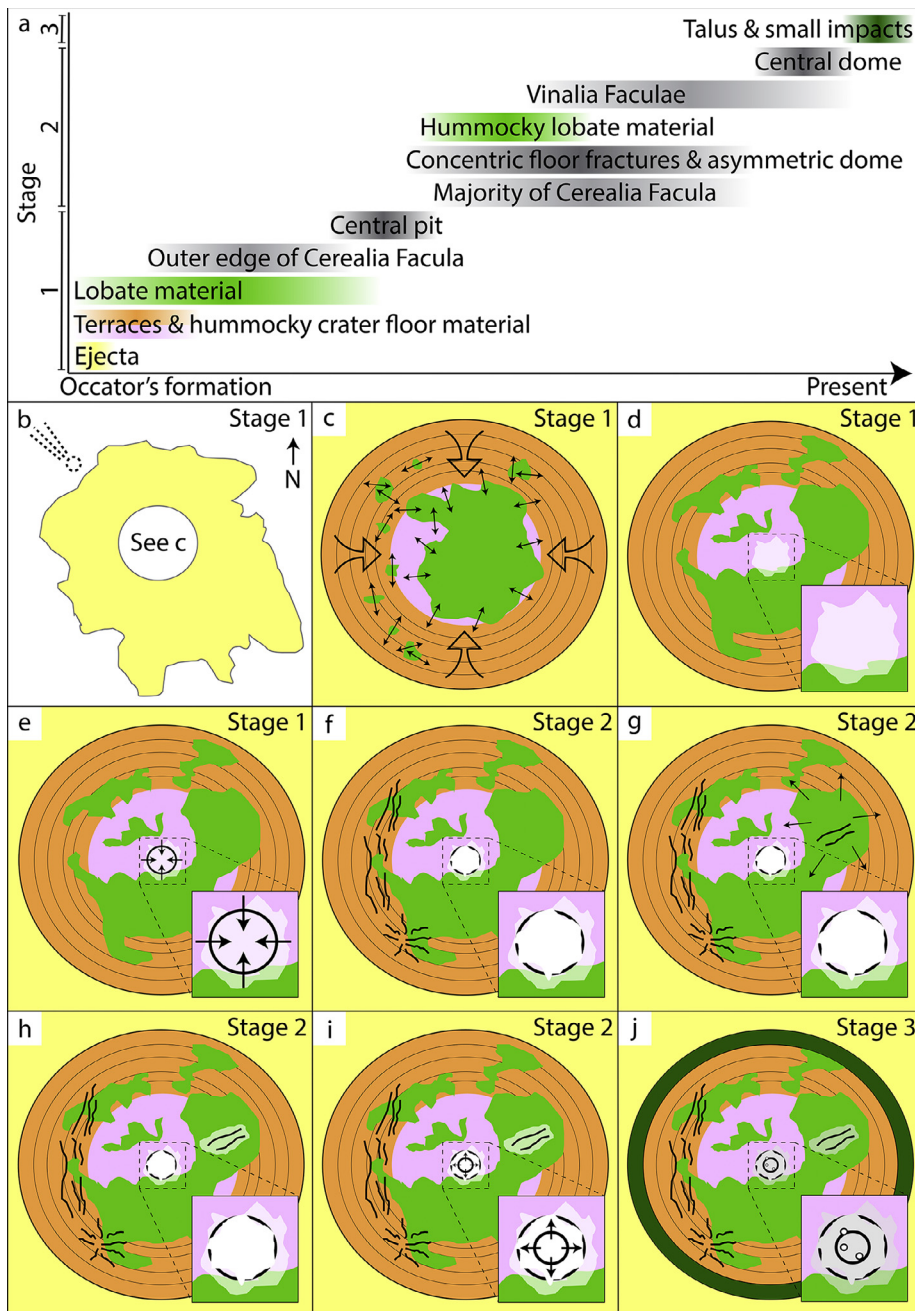 a
3
Talus & small impacts
Central dome
Vinalia Faculae
2
Hummocky lobate material
Concentric floor fractures & asymmetric dome
Majority of Cerealia Facula
Stage
Central pit
Outer edge of Cerealia Facula
1
Lobate material
Terraces & hummocky crater floor material
Ejecta
Occator's formation
Present
b
Stage 1
N
See c
c
Stage 1
d
Stage 1
e
Stage 1
f
Stage 2
g
Stage 2
h
Stage 2
i
Stage 2
j
Stage 3